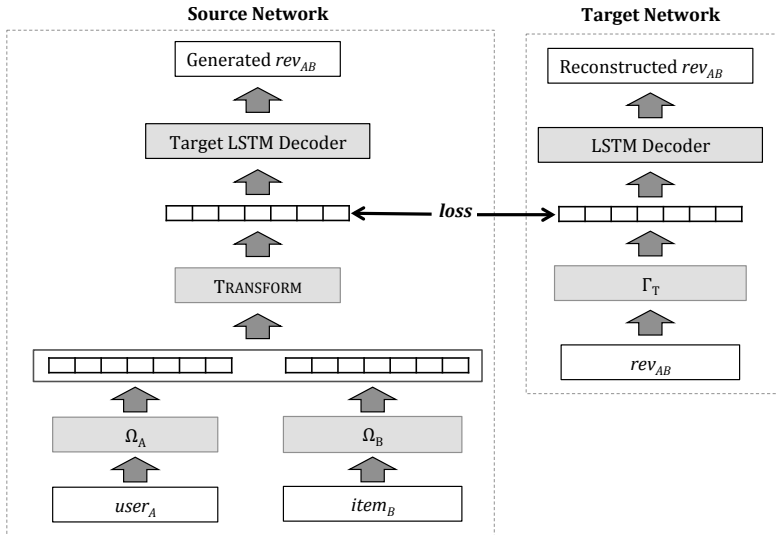 Source Network
Generated rev_AB
Target LSTM Decoder
TRANSFORM
Ω_A
Ω_B
user_A
item_B
loss
Target Network
Reconstructed rev_AB
LSTM Decoder
Γ_T
rev_AB